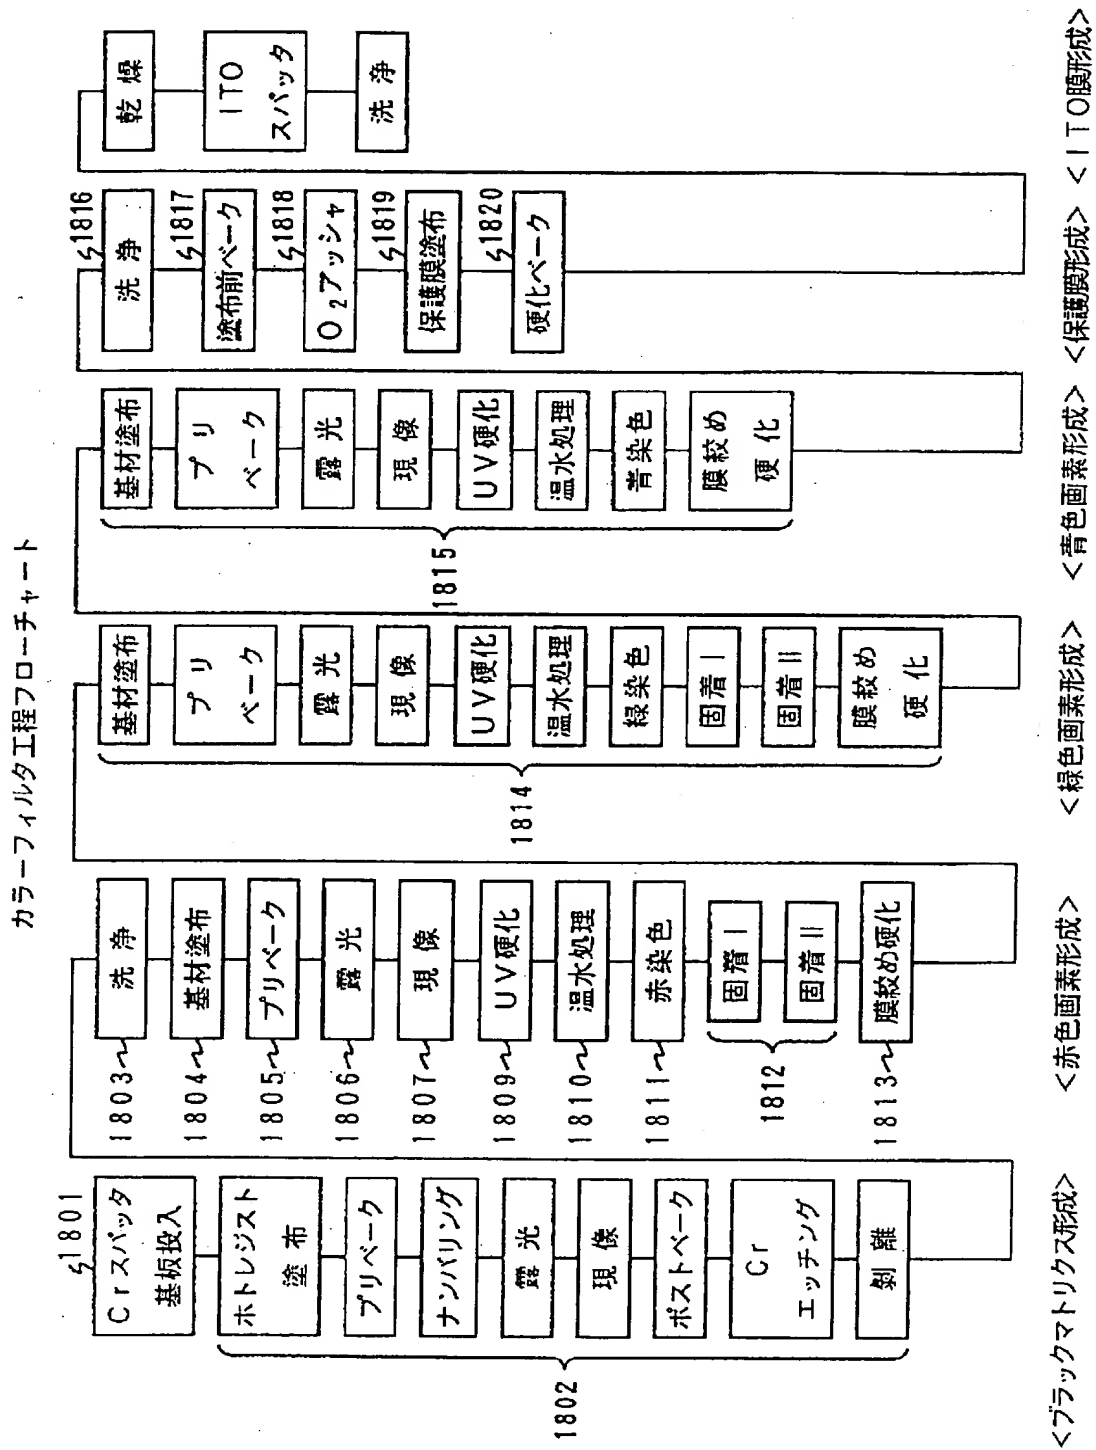 カラーフィルタ工程フローチャート
1801
Crスパッタ
基板投入
ホトレジスト
塗布
プリベーク
ナンバリング
露光
現像
ポストベーク
Cr
エッチング
剝離
1802
<ブラックマトリクス形成>
1803
洗浄
1804
基材塗布
1805
プリベーク
1806
露光
1807
現像
1809
UV硬化
1810
温水処理
1811
赤染色
固着I
固着II
1812
1813
膜絞め硬化
<赤色画素形成>
基材塗布
プリ
ベーク
露光
現像
UV硬化
温水処理
緑染色
固着I
固着II
膜絞め
硬化
1814
<緑色画素形成>
基材塗布
プリ
ベーク
露光
現像
UV硬化
温水処理
青染色
膜絞め
硬化
1815
<青色画素形成>
1816
洗浄
1817
塗布前ベーク
1818
O2アッシャ
1819
保護膜塗布
1820
硬化ベーク
<保護膜形成>
乾燥
ITO
スパッタ
洗浄
<ITO膜形成>